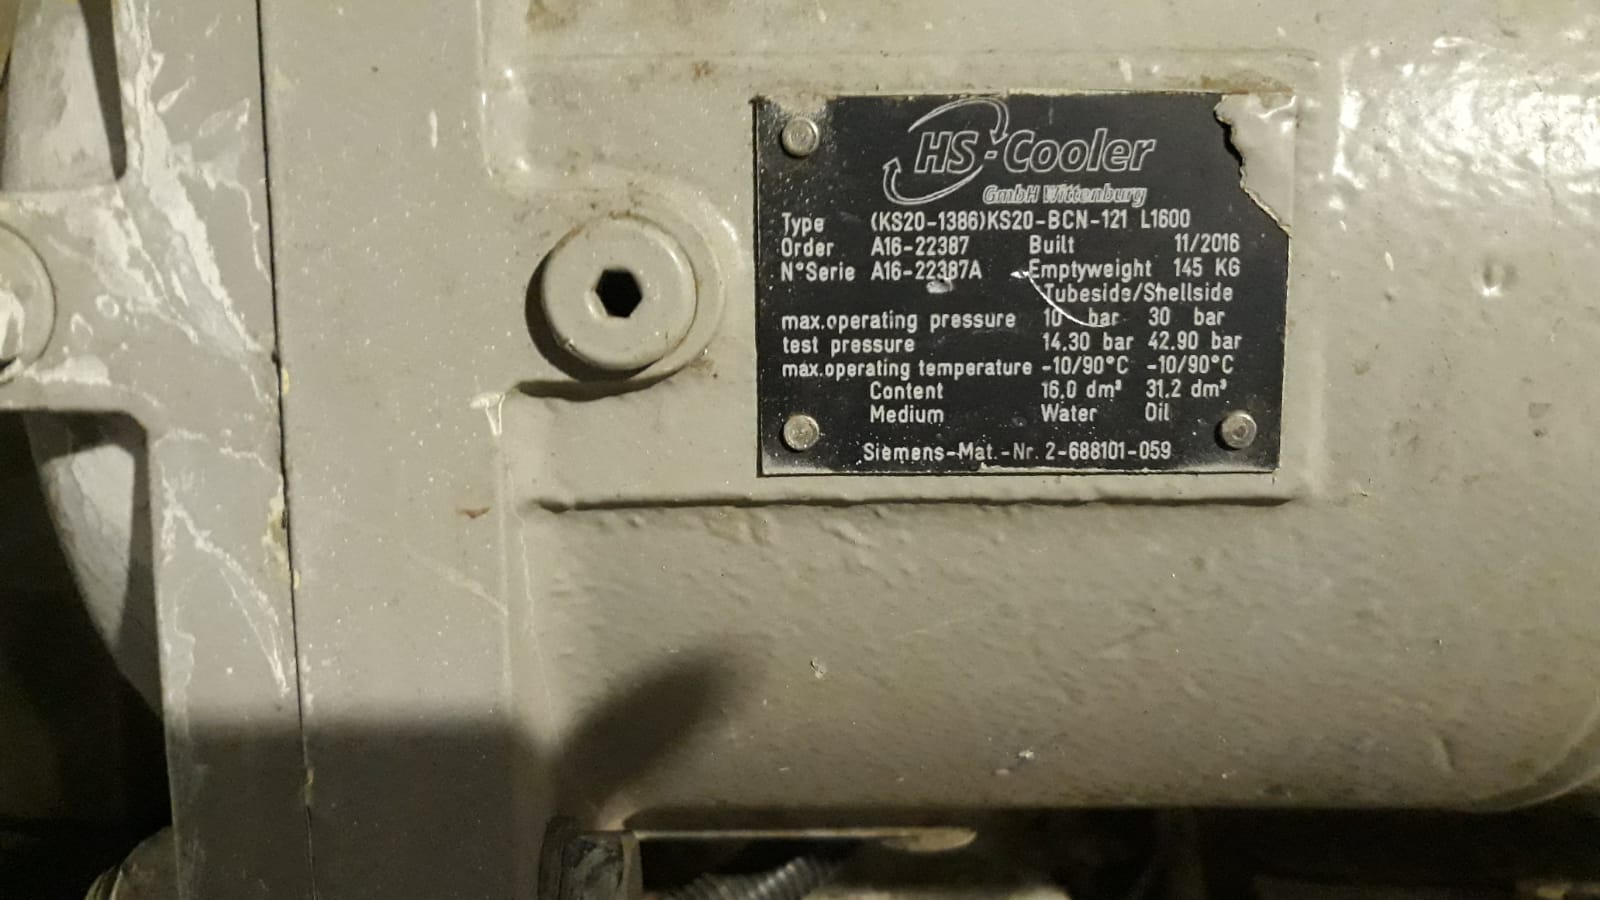 HS-Cooler
GmbH Wittenburg
Type (KS20-1386)KS20-BCN-121 L1600
Order A16-22387 Built 11/2016
N°Serie A16-22387A Emptyweight 145 KG
Tubeside/Shellside
max.operating pressure 10 bar 30 bar
test pressure 14.30 bar 42.90 bar
max.operating temperature -10/90°C -10/90°C
Content 16.0 dm³ 31.2 dm³
Medium Water Oil
Siemens-Mat.-Nr. 2-688101-059